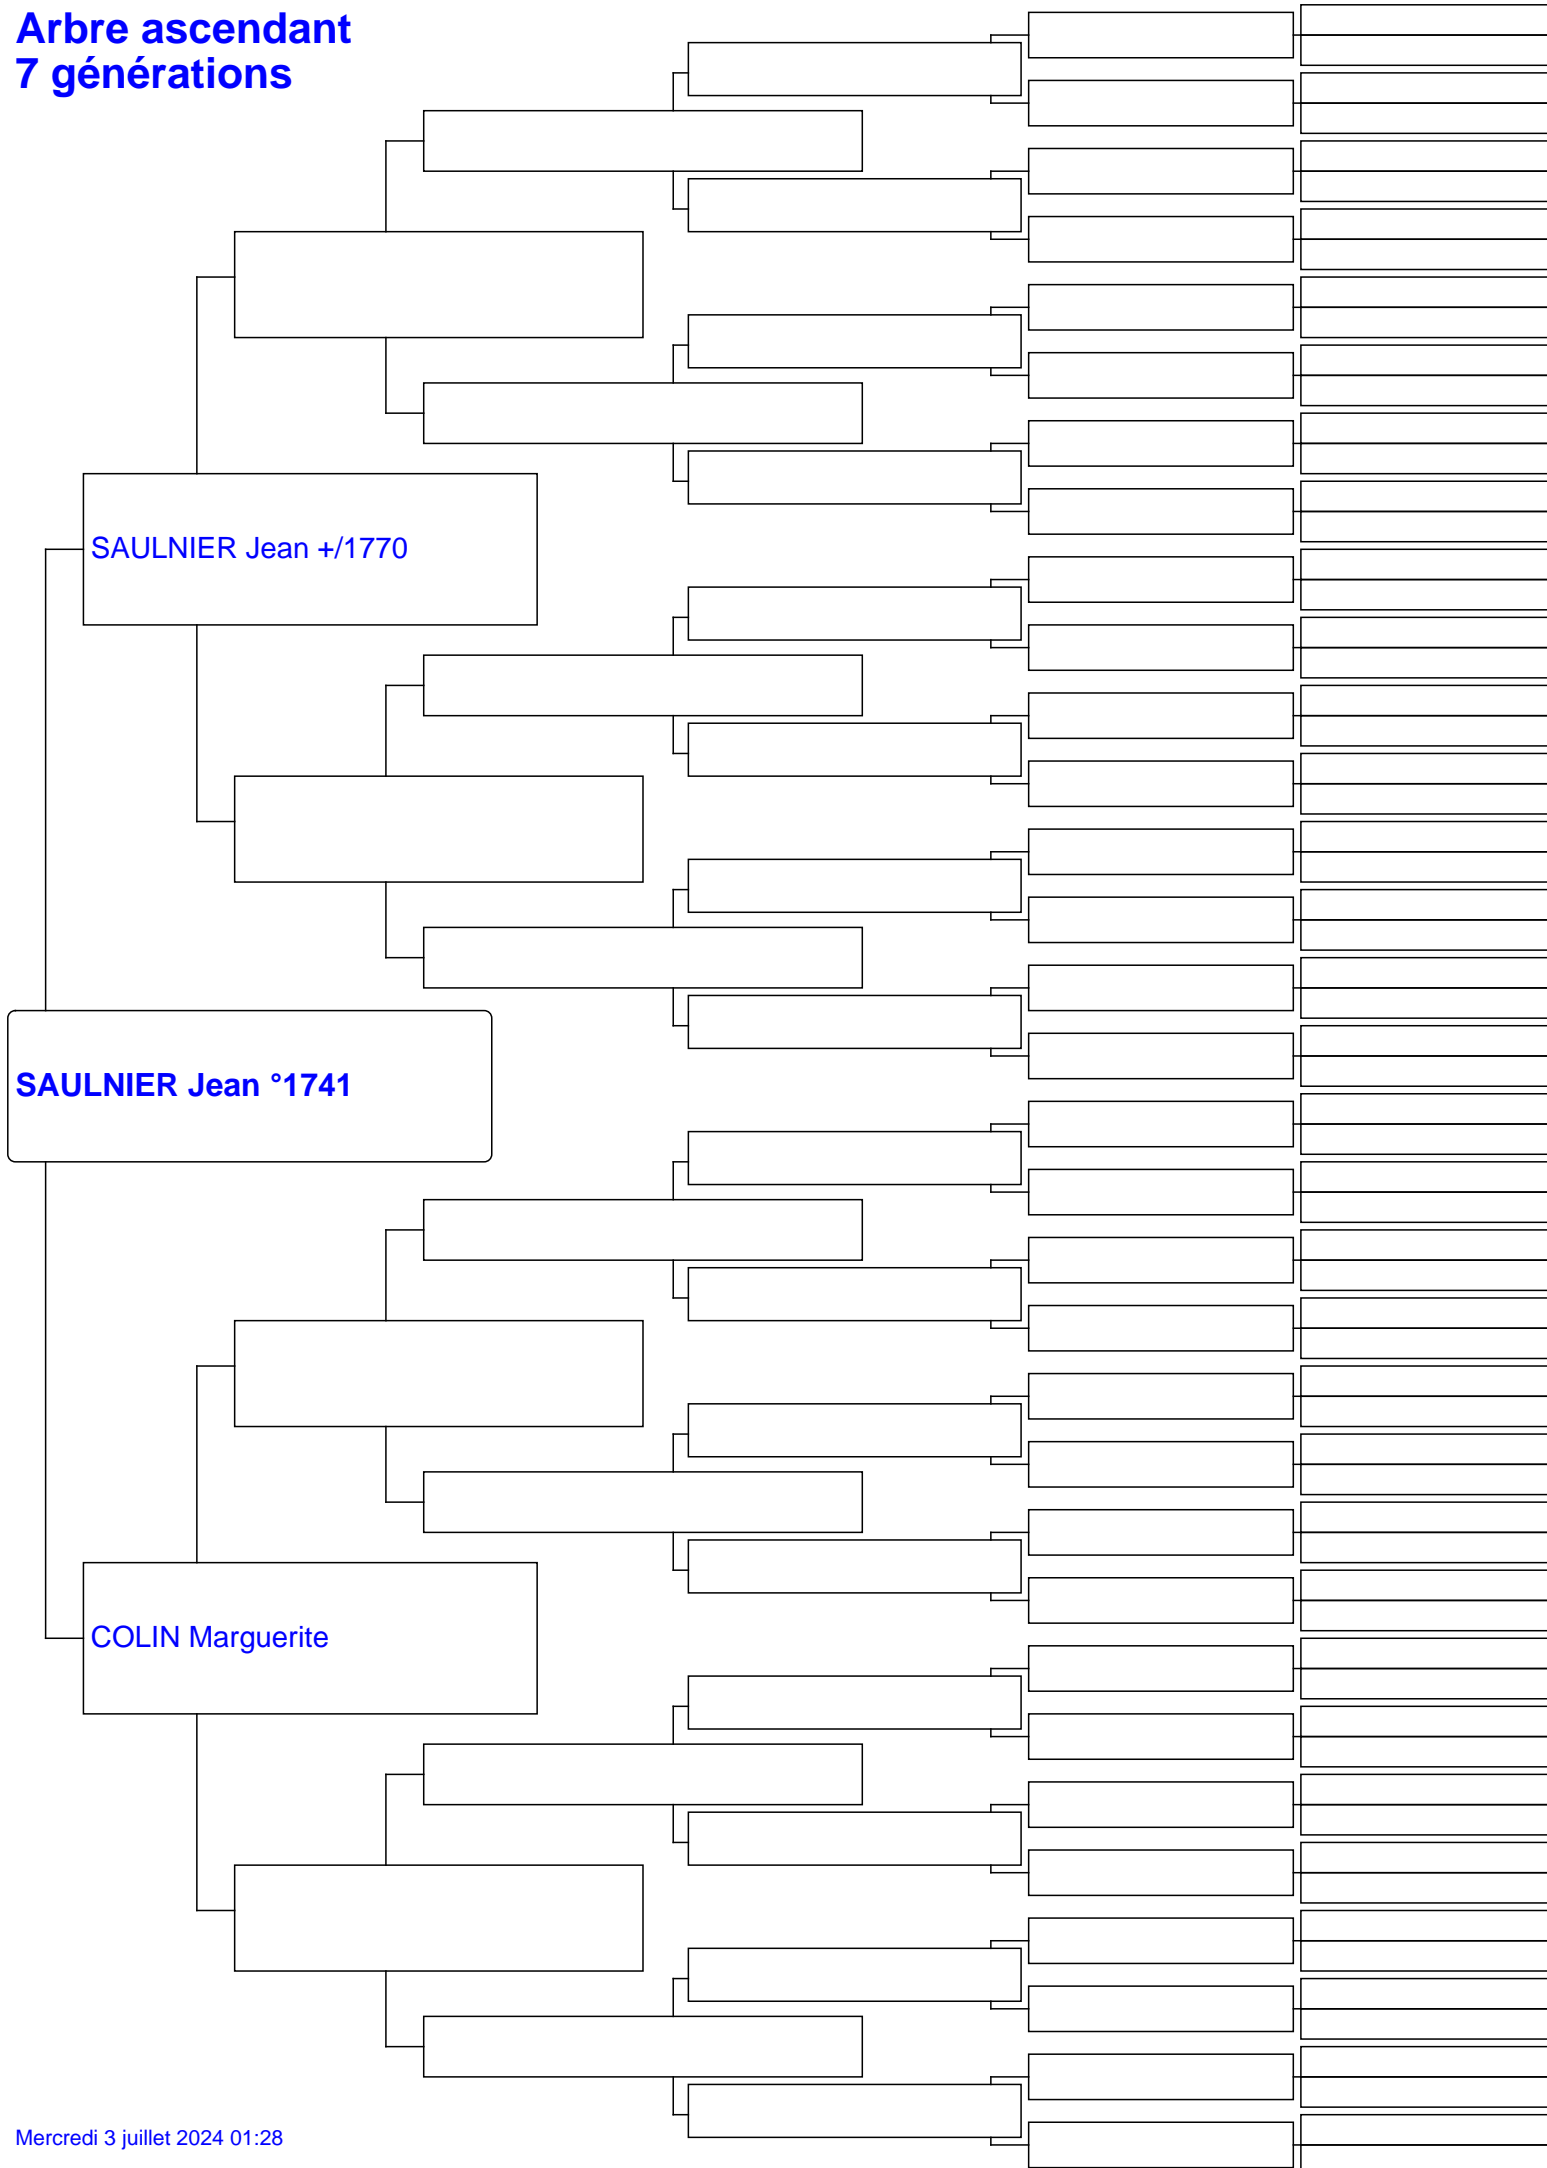 Arbre ascendant
7 générations
SAULNIER Jean +/1770
SAULNIER Jean °1741
COLIN Marguerite
Mercredi 3 juillet 2024 01:28